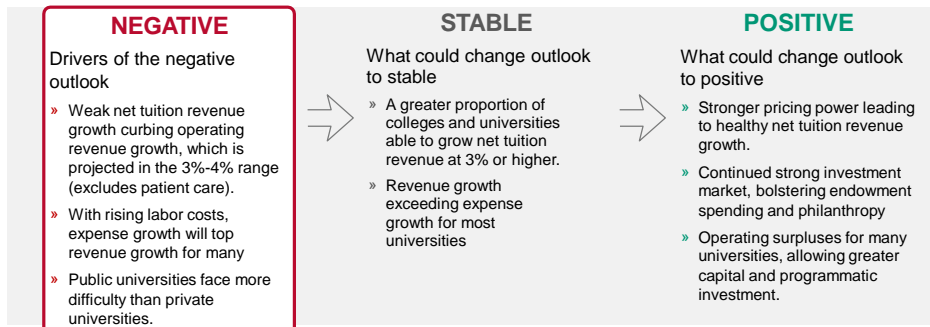 NEGATIVE
Drivers of the negative
outlook
» Weak net tuition revenue
growth curbing operating
revenue growth, which is
projected in the 3%-4% range
(excludes patient care).
» With rising labor costs,
expense growth will top
revenue growth for many
» Public universities face more
difficulty than private
universities.
STABLE
What could change outlook
to stable
» A greater proportion of
colleges and universities
able to grow net tuition
revenue at 3% or higher.
» Revenue growth
exceeding expense
growth for most
universities
POSITIVE
What could change outlook
to positive
» Stronger pricing power leading
to healthy net tuition revenue
growth.
» Continued strong investment
market, bolstering endowment
spending and philanthropy
» Operating surpluses for many
universities, allowing greater
capital and programmatic
investment.